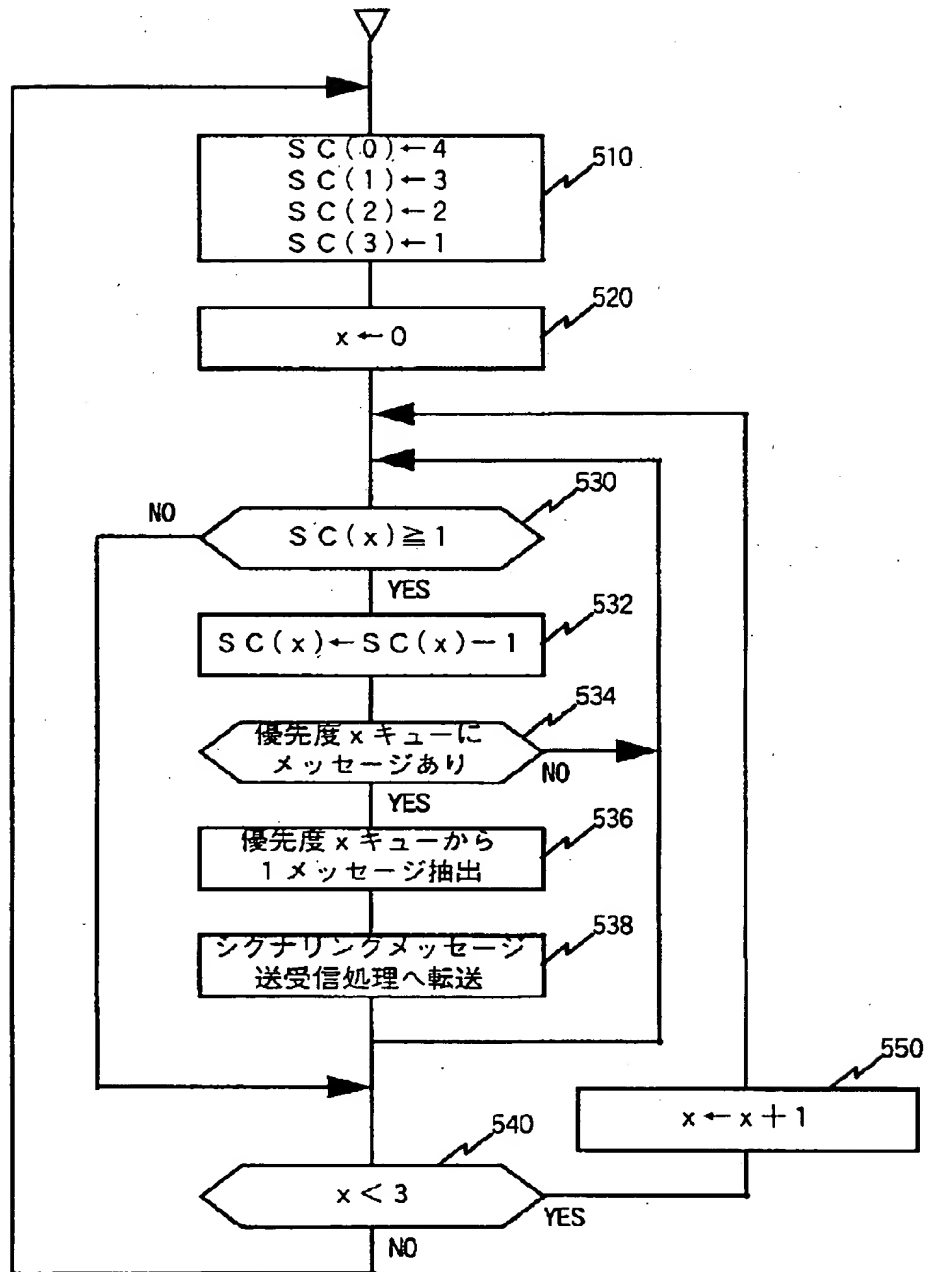 SC(0)←4
SC(1)←3
SC(2)←2
SC(3)←1
510
520
x←0
530
NO
SC(x)≧1
YES
532
SC(x)←SC(x)−1
534
優先度xキューに
メッセージあり
NO
YES
536
優先度xキューから
1メッセージ抽出
538
シグナリングメッセージ
送受信処理へ転送
550
x←x+1
540
x<3
YES
NO